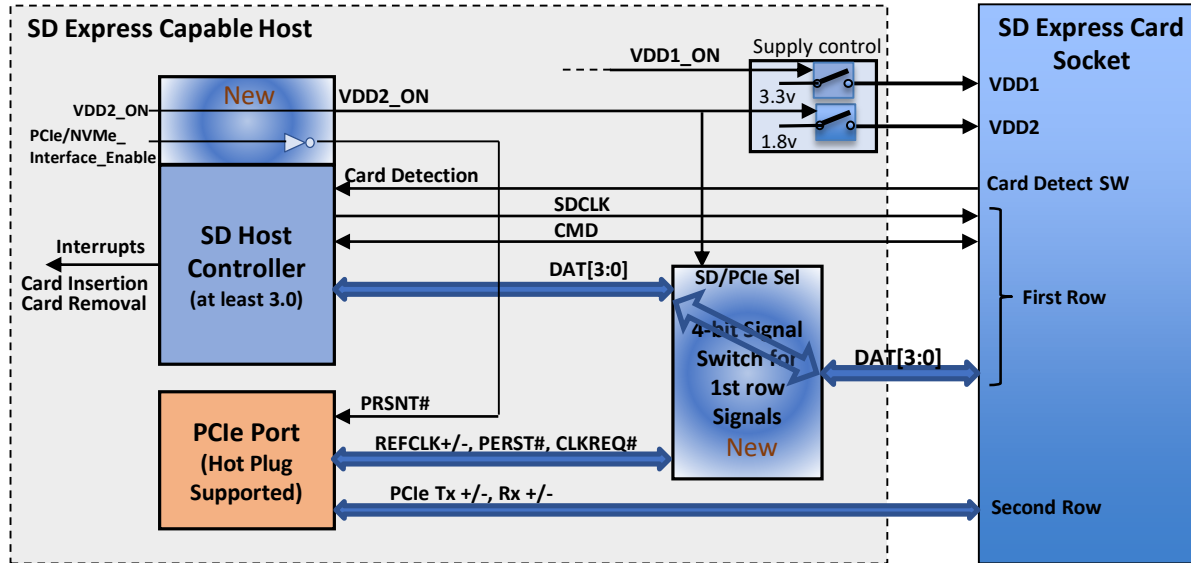 SD Express Capable Host
SD Express Card
Socket
Supply control
VDD1_ON
3.3v
1.8v
VDD1
VDD2
New
VDD2_ON
VDD2_ON
PCIe/NVMe_
Interface_Enable
Card Detection
Card Detect SW
SDCLK
CMD
SD Host
Controller
(at least 3.0)
Interrupts
Card Insertion
Card Removal
DAT[3:0]
SD/PCIe Sel
4-bit Signal
Switch for
1st row
Signals
New
DAT[3:0]
First Row
PRSNT#
PCIe Port
(Hot Plug
Supported)
REFCLK+/-, PERST#, CLKREQ#
PCIe Tx +/-, Rx +/-
Second Row